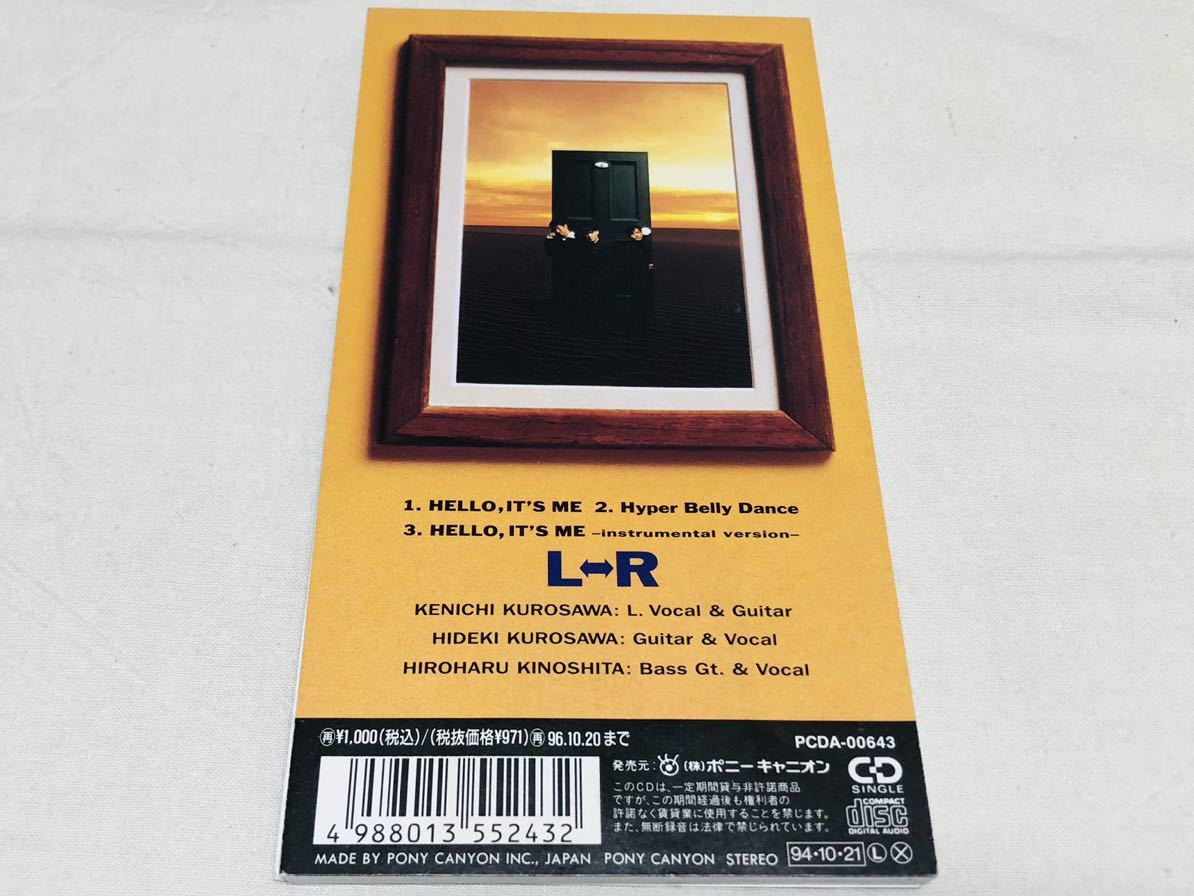 1. HELLO, IT'S ME 2. Hyper Belly Dance
3. HELLO, IT'S ME –instrumental version–
L↔R
KENICHI KUROSAWA: L. Vocal & Guitar
HIDEKI KUROSAWA: Guitar & Vocal
HIROHARU KINOSHITA: Bass Gt. & Vocal
再¥1,000(税込)/(税抜価格¥971)再96.10.20まで
PCDA-00643
4 988013 552432
発売元:(株)ポニーキャニオン
このCDは、一定期間貸与非許諾商品
ですが、この期間経過後も権利者の
許諾なく賃貸業に使用することを禁じます。
また、無断録音は法律で禁じられています。
CD
SINGLE
COMPACT
disc
DIGITAL AUDIO
MADE BY PONY CANYON INC., JAPAN PONY CANYON STEREO 94・10・21 L X